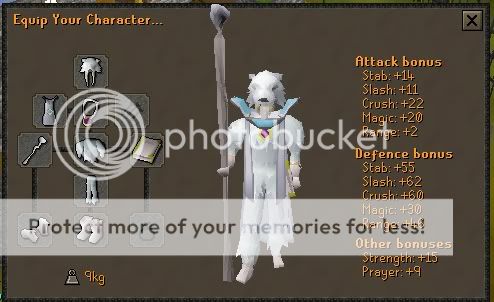 Equip Your Character...
Attack bonus
Stab: +14
Slash: +11
Crush: +22
Magic: +20
Range: +2
Defence bonus
Stab: +55
Slash: +62
Crush: +60
Magic: +30
Other bonuses
Strength: +15
Prayer: +9
9kg
photobucket
Protect more of your memories for less!